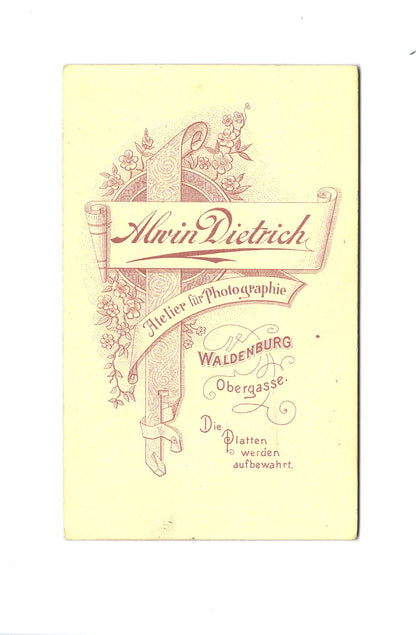 Alwin Dietrich
Atelier für Photographie
WALDENBURG
Obergasse.
Die
Platten
werden
aufbewahrt.